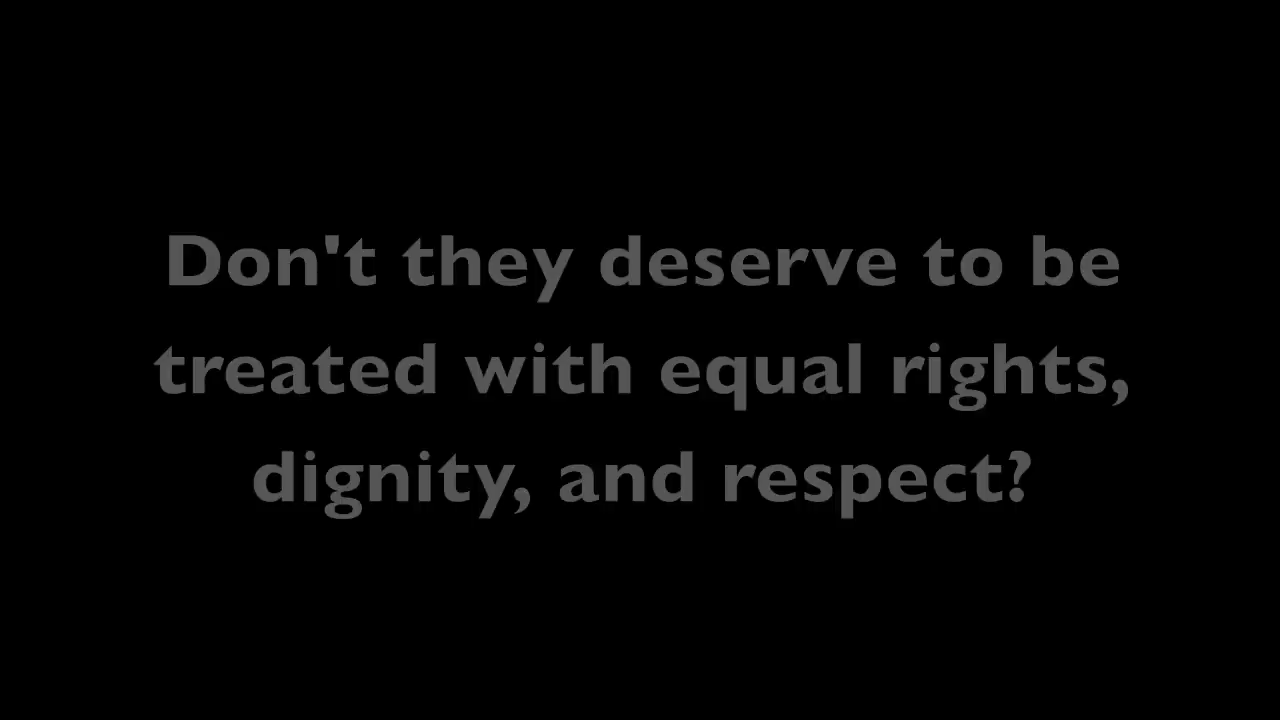 Don't they deserve to be
treated with equal rights,
dignity, and respect?